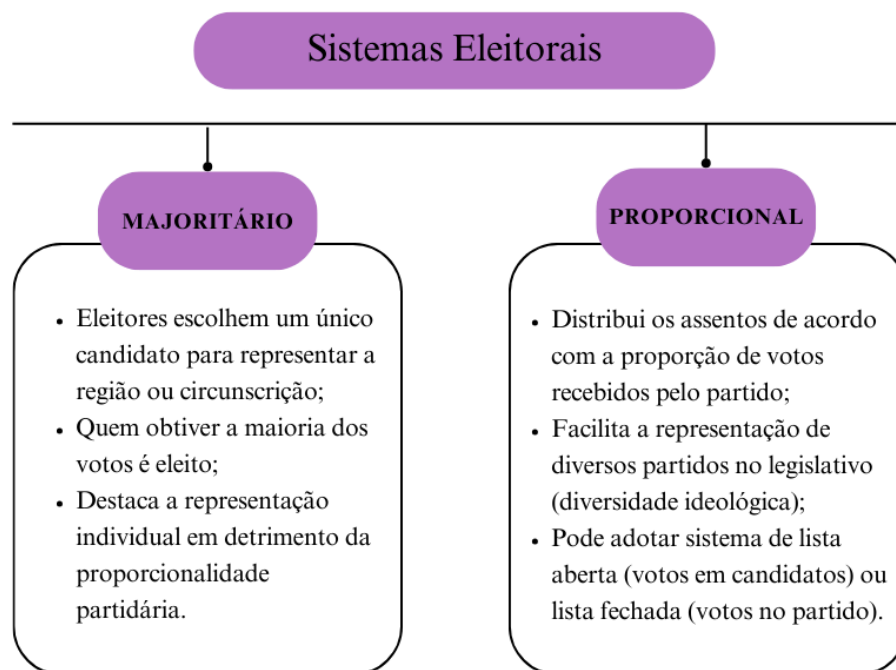 Sistemas Eleitorais
MAJORITÁRIO
• Eleitores escolhem um único
candidato para representar a
região ou circunscrição;
• Quem obtiver a maioria dos
votos é eleito;
• Destaca a representação
individual em detrimento da
proporcionalidade
partidária.
PROPORCIONAL
• Distribui os assentos de acordo
com a proporção de votos
recebidos pelo partido;
• Facilita a representação de
diversos partidos no legislativo
(diversidade ideológica);
• Pode adotar sistema de lista
aberta (votos em candidatos) ou
lista fechada (votos no partido).